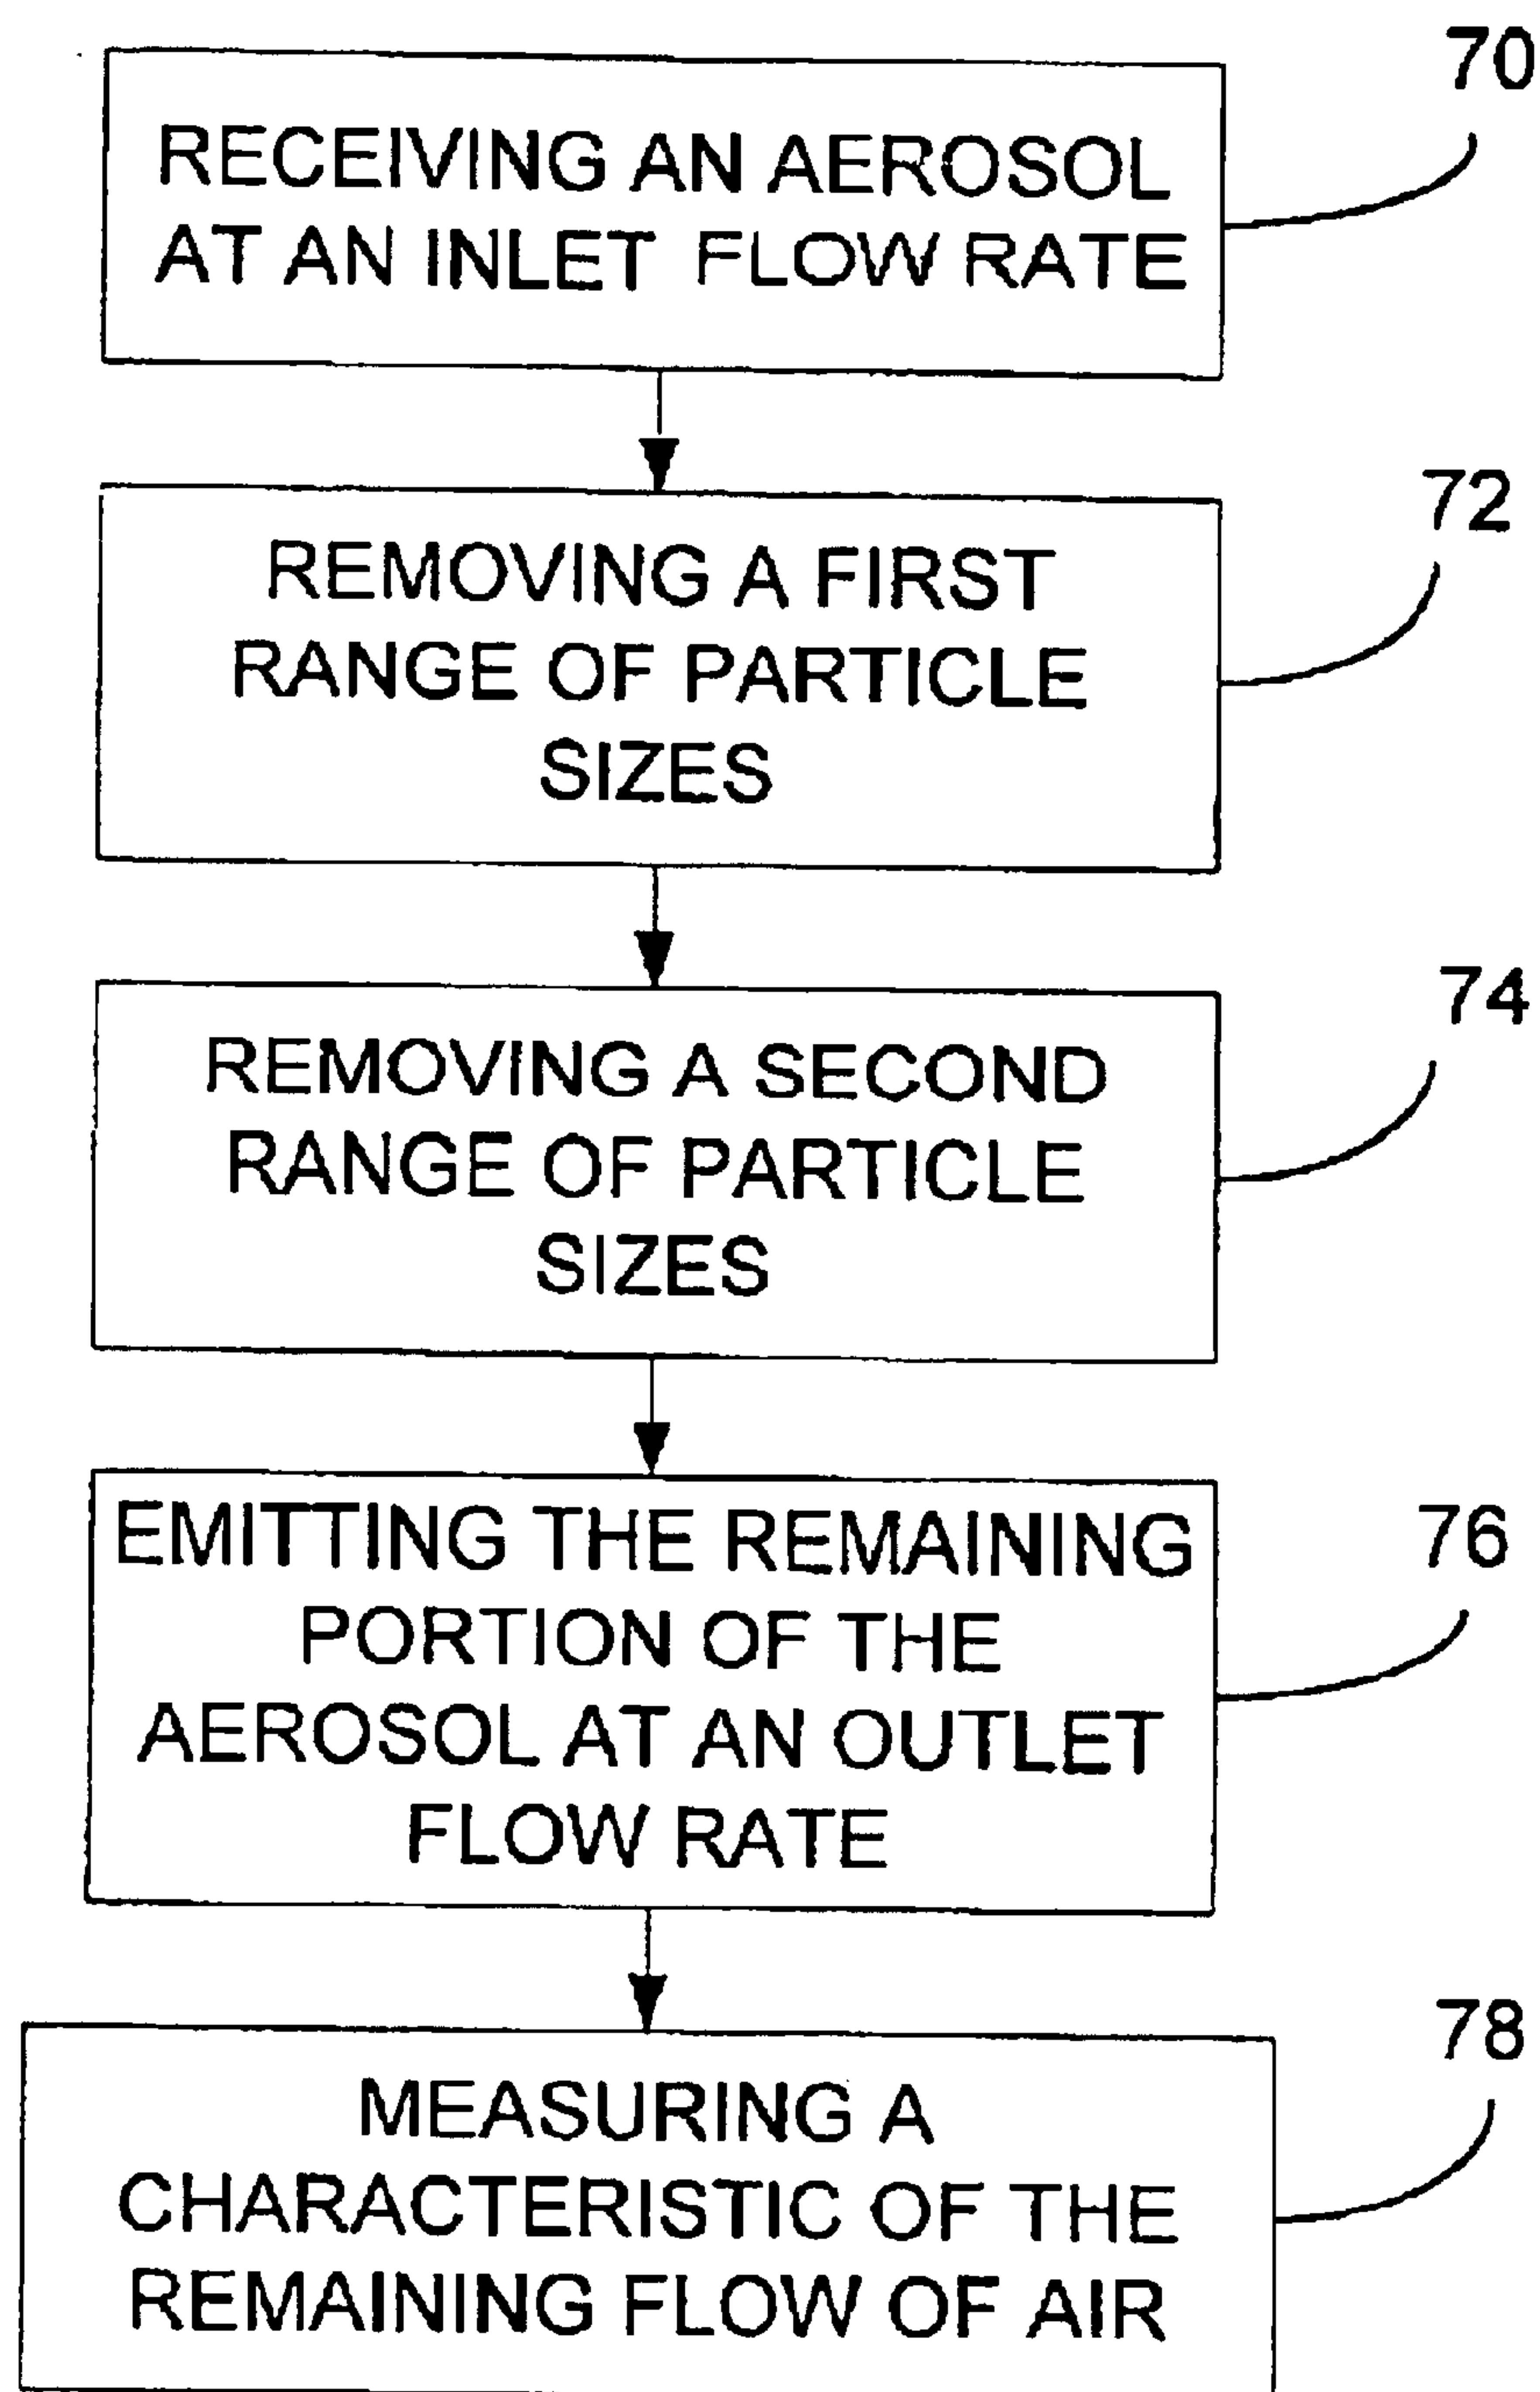 70
RECEIVING AN AEROSOL
AT AN INLET FLOW RATE
72
REMOVING A FIRST
RANGE OF PARTICLE
SIZES
74
REMOVING A SECOND
RANGE OF PARTICLE
SIZES
76
EMITTING THE REMAINING
PORTION OF THE
AEROSOL AT AN OUTLET
FLOW RATE
78
MEASURING A
CHARACTERISTIC OF THE
REMAINING FLOW OF AIR